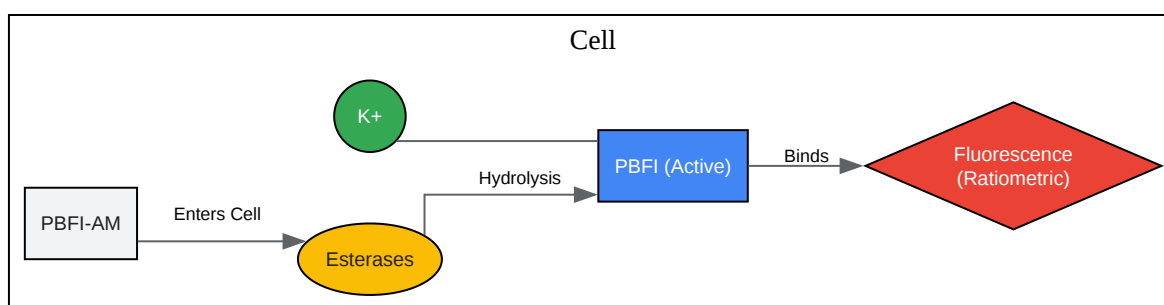 Cell
K+
PBFI-AM
Enters Cell
Esterases
Hydrolysis
PBFI (Active)
Binds
Fluorescence
(Ratiometric)